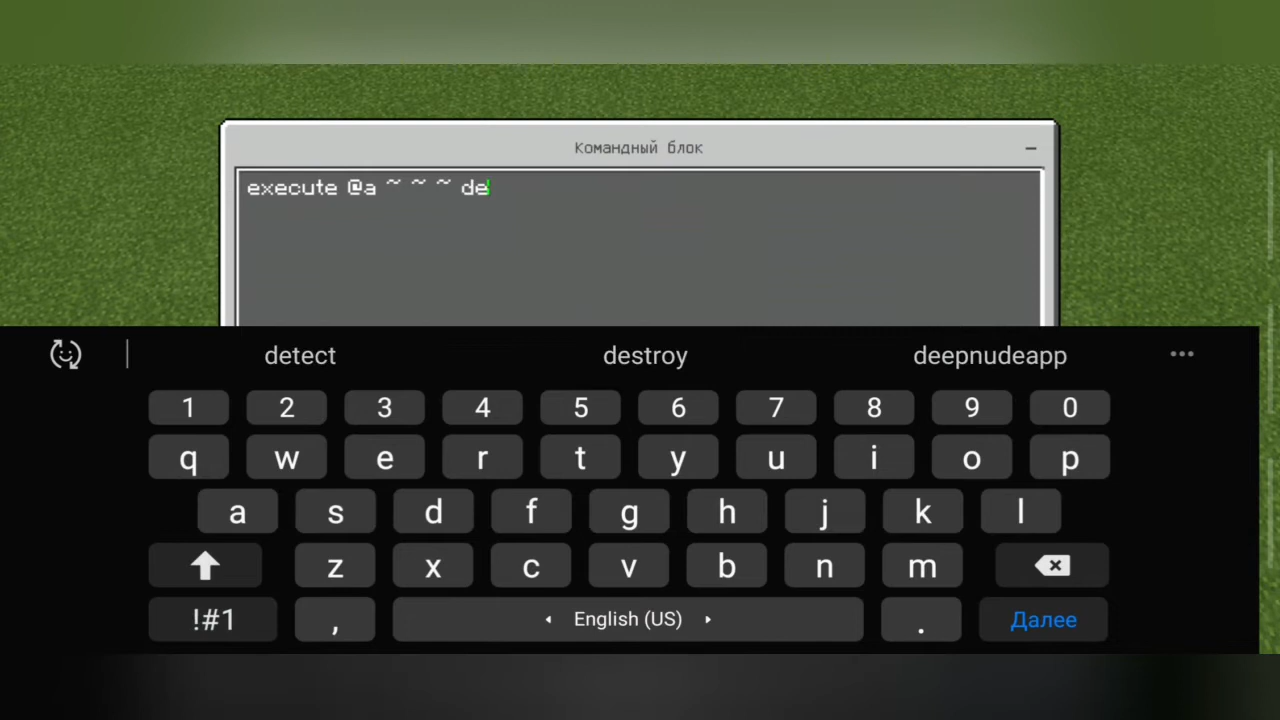 Командный блок
execute @a ~ ~ ~ de
detect destroy deepnudeapp
1 2 3 4 5 6 7 8 9 0
q w e r t y u i o p
a s d f g h j k l
z x c v b n m
!#1 , English (US) . Далее